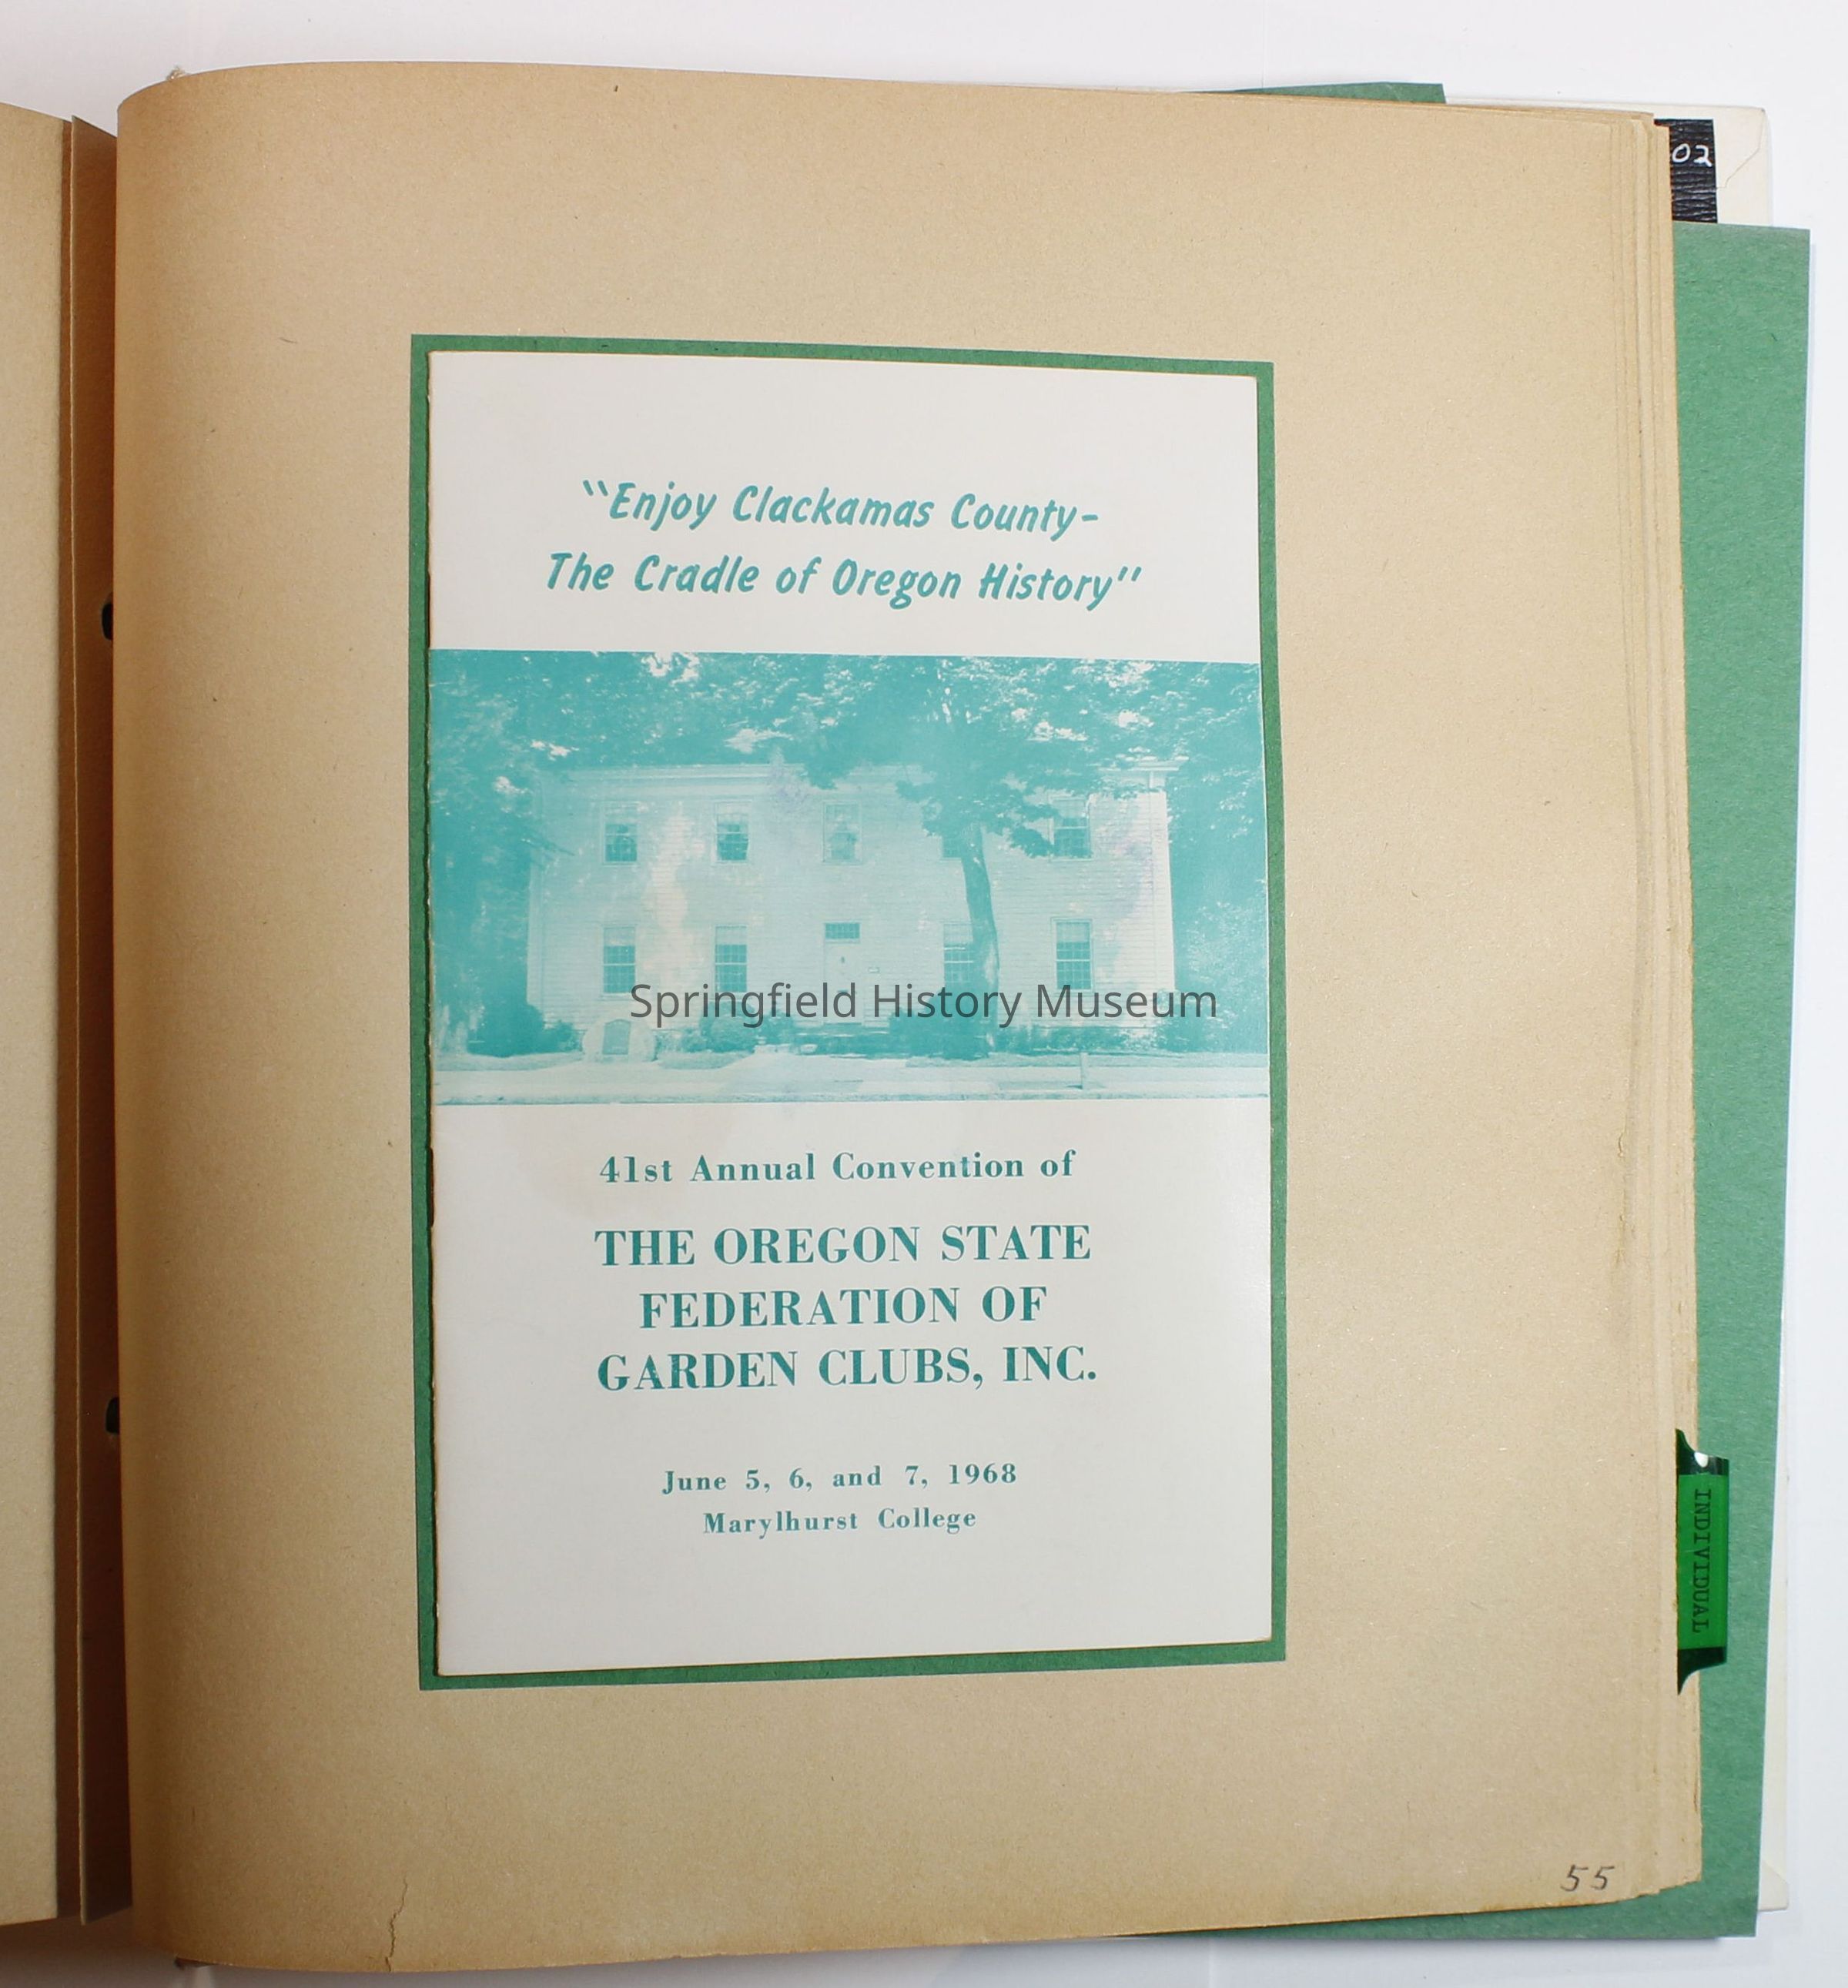 02
"Enjoy Clackamas County-
The Cradle of Oregon History"
Springfield History Museum
41st Annual Convention of
THE OREGON STATE
FEDERATION OF
GARDEN CLUBS, INC.
June 5, 6, and 7, 1968
Marylhurst College
INDIVIDUAL
55